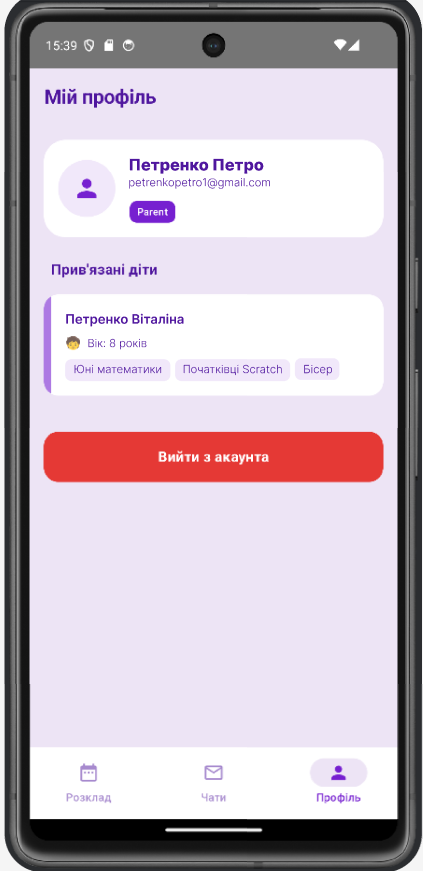 15:39
Мій профіль
Петренко Петро
petrenkopetro1@gmail.com
Parent
Прив'язані діти
Петренко Віталіна
Вік: 8 років
Юні математики Початківці Scratch Бісер
Вийти з акаунта
Розклад Чати Профіль